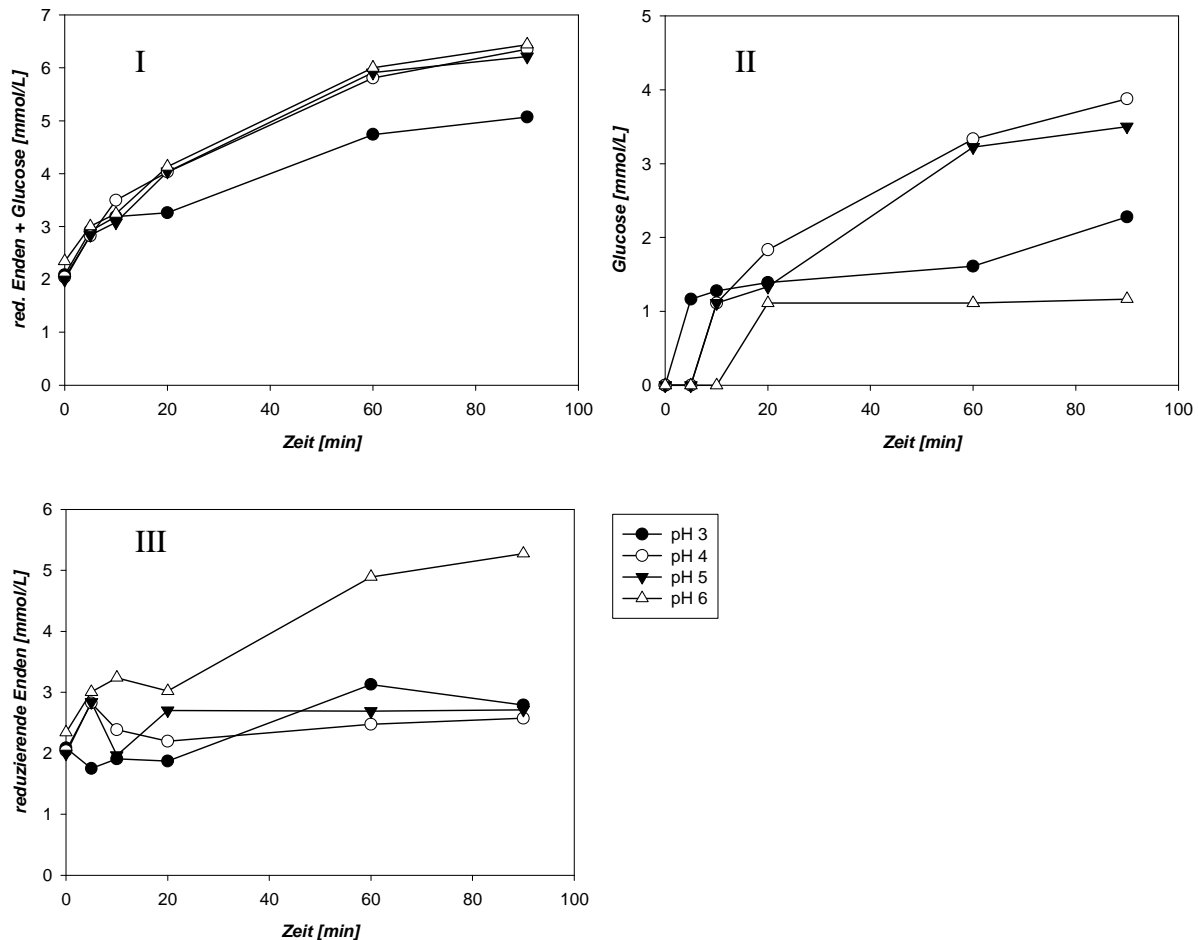 I
red. Enden + Glucose [mmol/L]
7
6
5
4
3
2
1
0
0 20 40 60 80 100
Zeit [min]
II
Glucose [mmol/L]
5
4
3
2
1
0
0 20 40 60 80 100
Zeit [min]
III
reduzierende Enden [mmol/L]
6
5
4
3
2
1
0
0 20 40 60 80 100
Zeit [min]
pH 3
pH 4
pH 5
pH 6